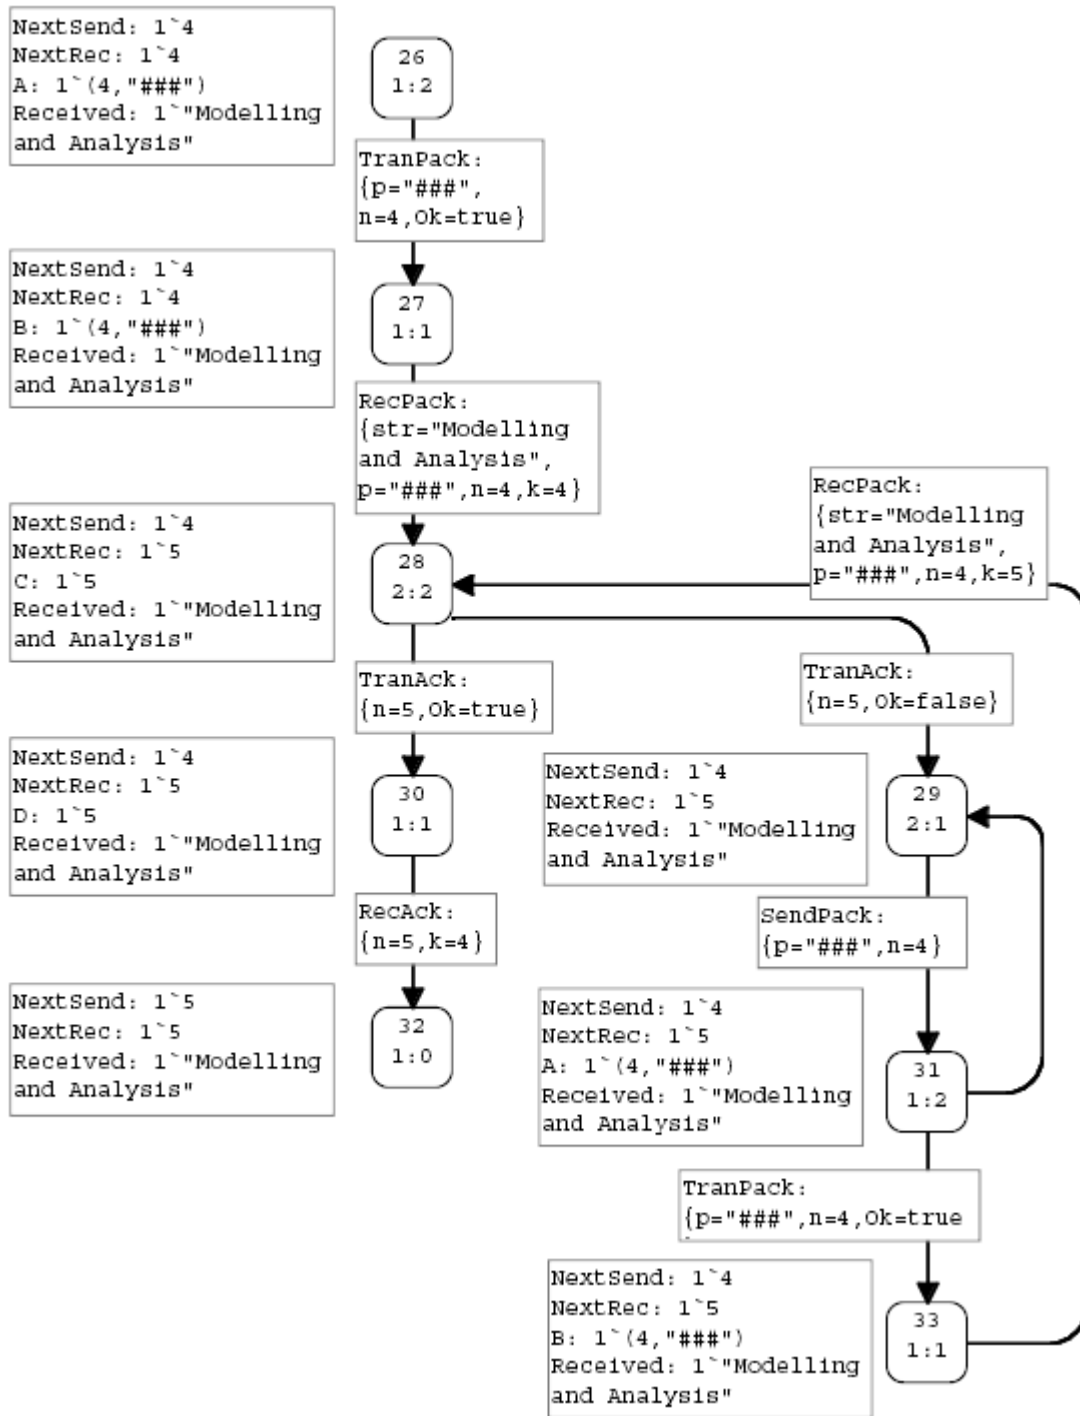 NextSend: 1`4
NextRec: 1`4
A: 1`(4,"###")
Received: 1`"Modelling
and Analysis"
26
1:2
TranPack:
{p="###",
n=4,Ok=true}
NextSend: 1`4
NextRec: 1`4
B: 1`(4,"###")
Received: 1`"Modelling
and Analysis"
27
1:1
RecPack:
{str="Modelling
and Analysis",
p="###",n=4,k=4}
RecPack:
{str="Modelling
and Analysis",
p="###",n=4,k=5}
NextSend: 1`4
NextRec: 1`5
C: 1`5
Received: 1`"Modelling
and Analysis"
28
2:2
TranAck:
{n=5,Ok=true}
TranAck:
{n=5,Ok=false}
NextSend: 1`4
NextRec: 1`5
D: 1`5
Received: 1`"Modelling
and Analysis"
30
1:1
NextSend: 1`4
NextRec: 1`5
Received: 1`"Modelling
and Analysis"
29
2:1
RecAck:
{n=5,k=4}
SendPack:
{p="###",n=4}
NextSend: 1`5
NextRec: 1`5
Received: 1`"Modelling
and Analysis"
32
1:0
NextSend: 1`4
NextRec: 1`5
A: 1`(4,"###")
Received: 1`"Modelling
and Analysis"
31
1:2
TranPack:
{p="###",n=4,Ok=true
NextSend: 1`4
NextRec: 1`5
B: 1`(4,"###")
Received: 1`"Modelling
and Analysis"
33
1:1